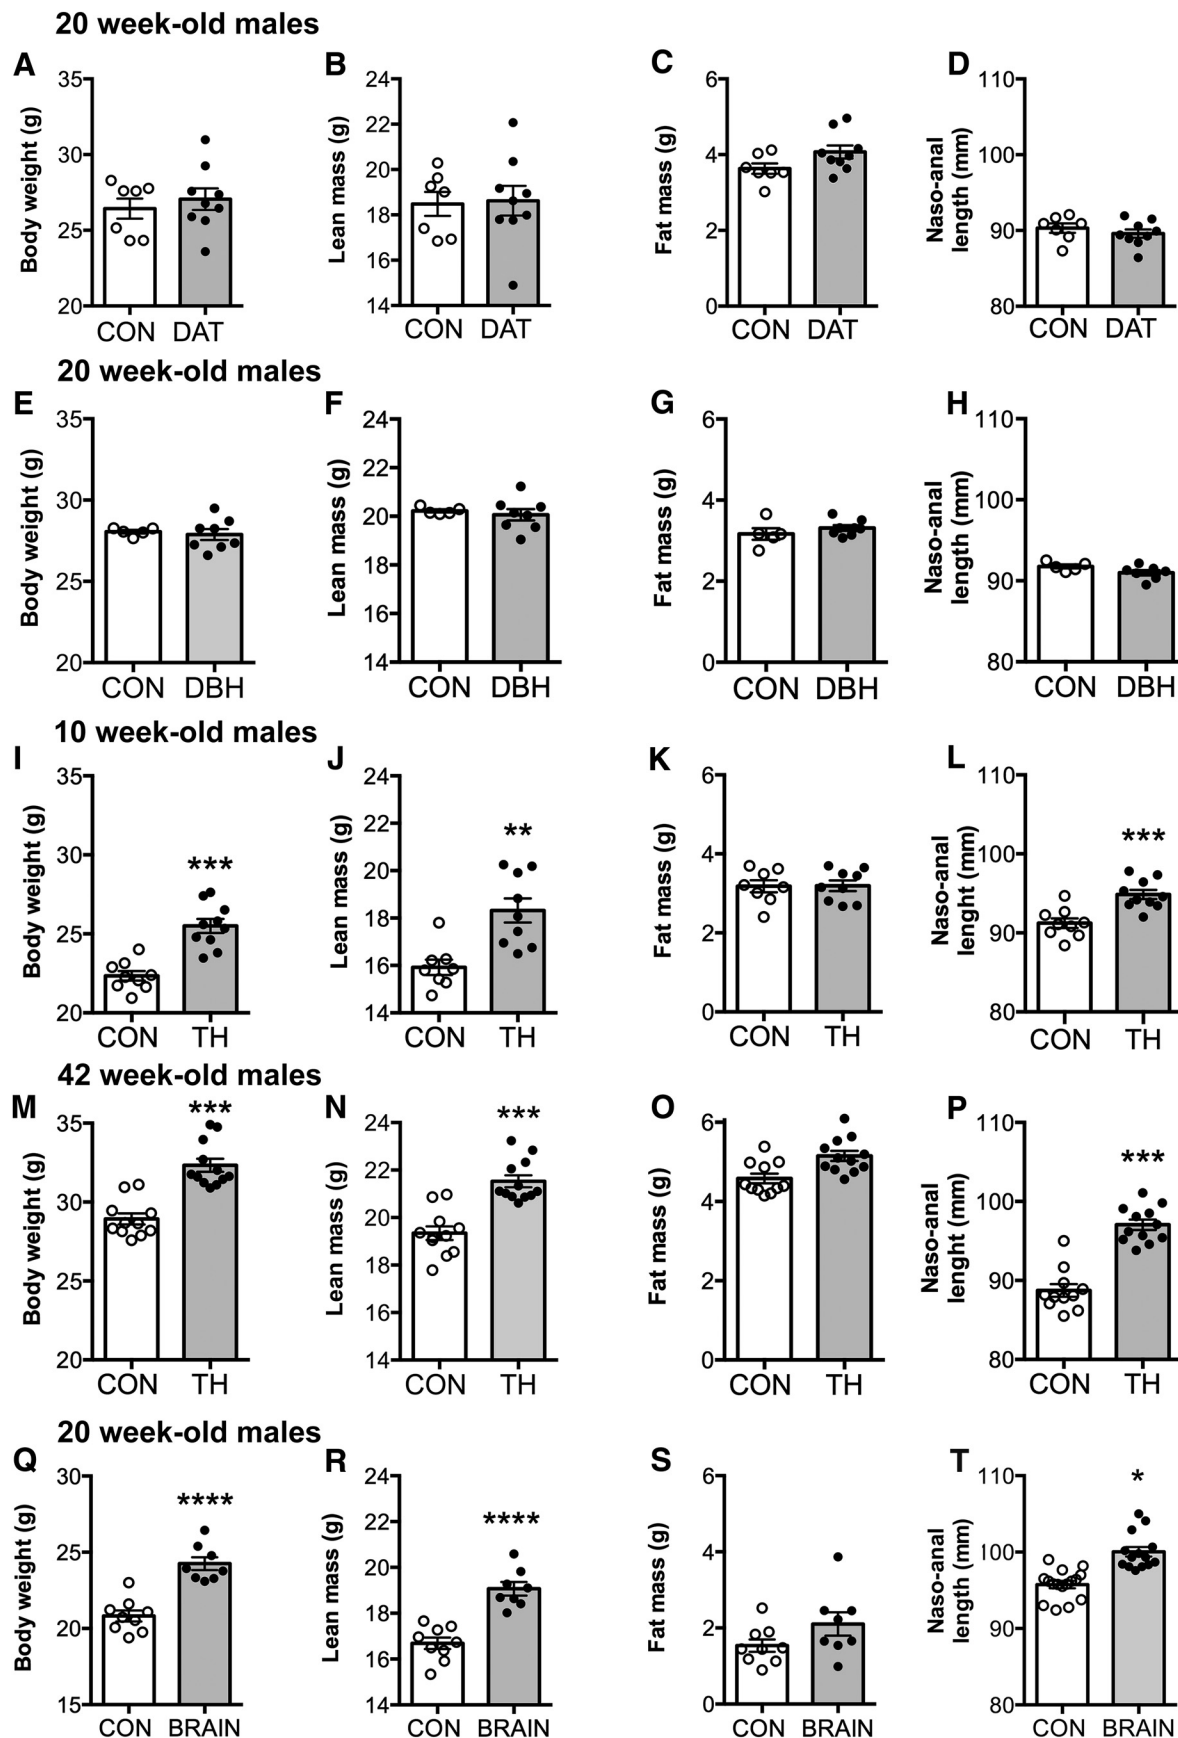 20 week-old males
A B C D
Body weight (g) Lean mass (g) Fat mass (g) Naso-anal length (mm)
35 24 6 110
30 22 4 100
25 20 2 90
20 18 0 80
16
14
CON DAT CON DAT CON DAT CON DAT
20 week-old males
E F G H
Body weight (g) Lean mass (g) Fat mass (g) Naso-anal length (mm)
35 24 6 110
30 22 4 100
25 20 2 90
20 18 0 80
16
14
CON DBH CON DBH CON DBH CON DBH
10 week-old males
I J K L
Body weight (g) Lean mass (g) Fat mass (g) Naso-anal lenght (mm)
35 24 6 110
30 22 4 100
25 20 2 90
20 18 0 80
16
14
*** ** ***
CON TH CON TH CON TH CON TH
42 week-old males
M N O P
Body weight (g) Lean mass (g) Fat mass (g) Naso-anal lenght (mm)
35 24 6 110
30 22 4 100
25 20 2 90
20 18 0 80
16
14
*** *** ***
CON TH CON TH CON TH CON TH
20 week-old males
Q R S T
Body weight (g) Lean mass (g) Fat mass (g) Naso-anal length (mm)
30 24 6 110
25 22 4 100
20 20 2 90
15 18 0 80
16
14
**** **** *
CON BRAIN CON BRAIN CON BRAIN CON BRAIN